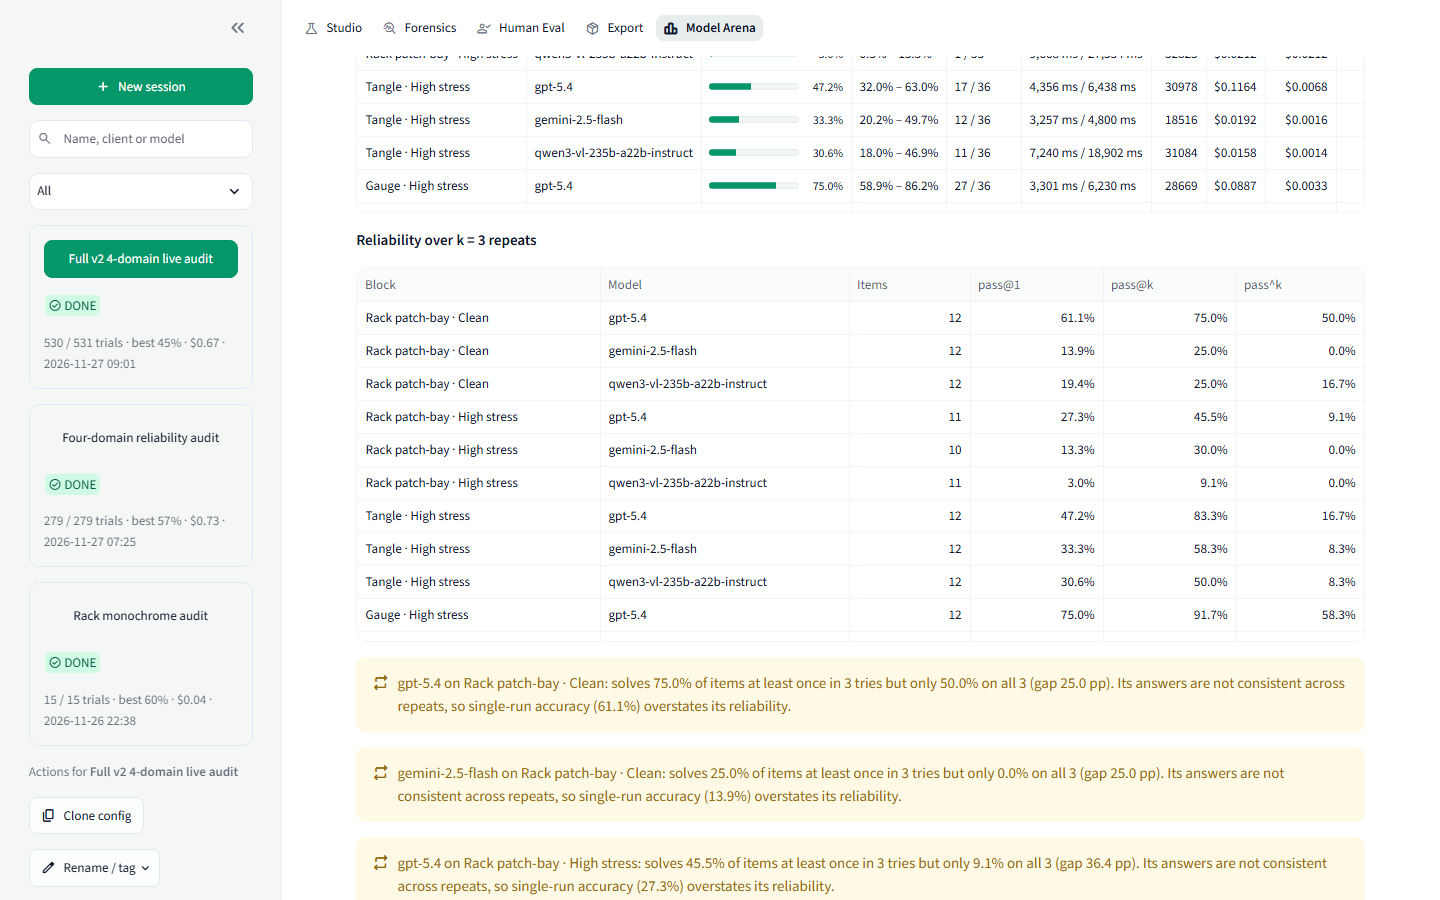 New session
Name, client or model
All
Full v2 4-domain live audit
DONE
530 / 531 trials · best 45% · $0.67 ·
2026-11-27 09:01
Four-domain reliability audit
DONE
279 / 279 trials · best 57% · $0.73 ·
2026-11-27 07:25
Rack monochrome audit
DONE
15 / 15 trials · best 60% · $0.04 ·
2026-11-26 22:38
Actions for Full v2 4-domain live audit
Clone config
Rename / tag
Studio Forensics Human Eval Export Model Arena
Tangle · High stress gpt-5.4 47.2% 32.0% – 63.0% 17 / 36 4,356 ms / 6,438 ms 30978 $0.1164 $0.0068
Tangle · High stress gemini-2.5-flash 33.3% 20.2% – 49.7% 12 / 36 3,257 ms / 4,800 ms 18516 $0.0192 $0.0016
Tangle · High stress qwen3-vl-235b-a22b-instruct 30.6% 18.0% – 46.9% 11 / 36 7,240 ms / 18,902 ms 31084 $0.0158 $0.0014
Gauge · High stress gpt-5.4 75.0% 58.9% – 86.2% 27 / 36 3,301 ms / 6,230 ms 28669 $0.0887 $0.0033
Reliability over k = 3 repeats
Block Model Items pass@1 pass@k pass^k
Rack patch-bay · Clean gpt-5.4 12 61.1% 75.0% 50.0%
Rack patch-bay · Clean gemini-2.5-flash 12 13.9% 25.0% 0.0%
Rack patch-bay · Clean qwen3-vl-235b-a22b-instruct 12 19.4% 25.0% 16.7%
Rack patch-bay · High stress gpt-5.4 11 27.3% 45.5% 9.1%
Rack patch-bay · High stress gemini-2.5-flash 10 13.3% 30.0% 0.0%
Rack patch-bay · High stress qwen3-vl-235b-a22b-instruct 11 3.0% 9.1% 0.0%
Tangle · High stress gpt-5.4 12 47.2% 83.3% 16.7%
Tangle · High stress gemini-2.5-flash 12 33.3% 58.3% 8.3%
Tangle · High stress qwen3-vl-235b-a22b-instruct 12 30.6% 50.0% 8.3%
Gauge · High stress gpt-5.4 12 75.0% 91.7% 58.3%
gpt-5.4 on Rack patch-bay · Clean: solves 75.0% of items at least once in 3 tries but only 50.0% on all 3 (gap 25.0 pp). Its answers are not consistent across
repeats, so single-run accuracy (61.1%) overstates its reliability.
gemini-2.5-flash on Rack patch-bay · Clean: solves 25.0% of items at least once in 3 tries but only 0.0% on all 3 (gap 25.0 pp). Its answers are not
consistent across repeats, so single-run accuracy (13.9%) overstates its reliability.
gpt-5.4 on Rack patch-bay · High stress: solves 45.5% of items at least once in 3 tries but only 9.1% on all 3 (gap 36.4 pp). Its answers are not consistent
across repeats, so single-run accuracy (27.3%) overstates its reliability.